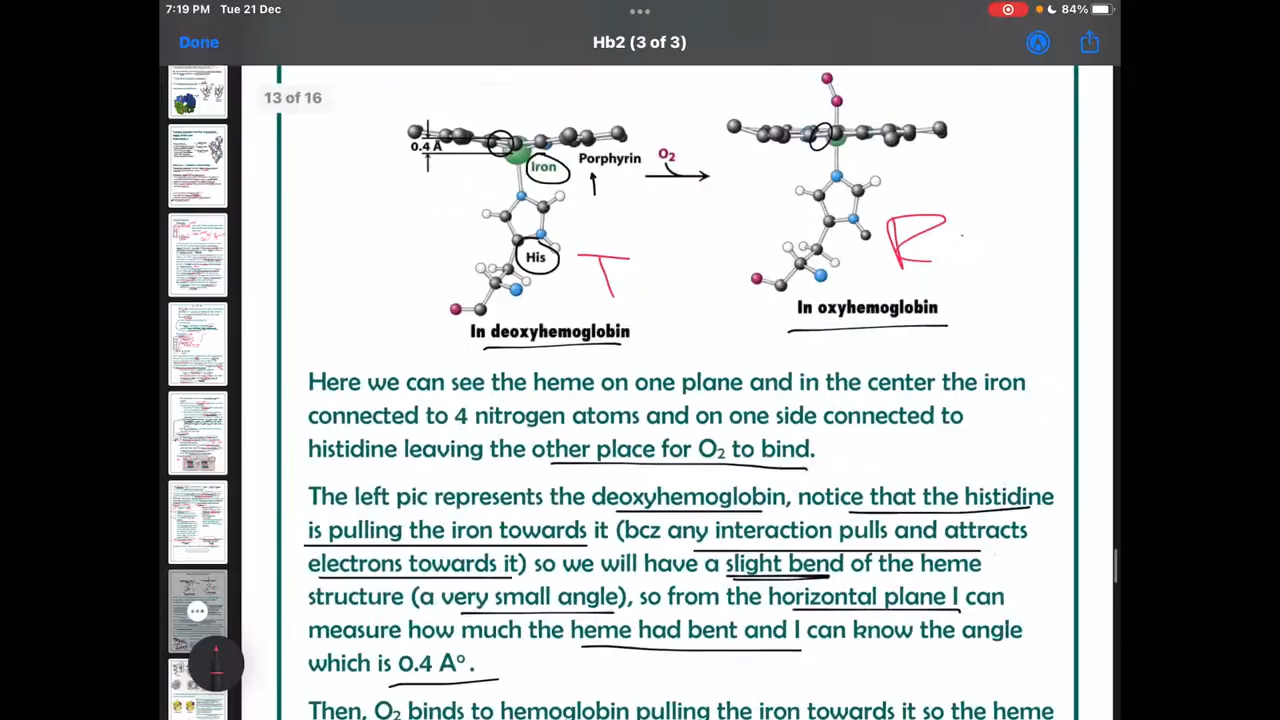 7:19 PM Tue 21 Dec
84%
Done
Hb2 (3 of 3)
13 of 16
0.4 Å
Iron
Porphyrin
O₂
His
T
R
In deoxyhemoglobin
In oxyhemoglobin
Here we can see the heme on one plane and in the center the iron
connected to 4 nitrogen atoms and on one side connected to
histidine leaving the other place for O₂ to bind.
The left pic represents the deoxyhemoglobin, notice that the histidine
is pulling the iron towards it (bcz any interaction pulls and attracts
electrons towards it) so we will have a slight bend of the heme
structure (a very small angle), so from the horizontal plane I can
measure how much the heme had bent and I can know the angle
which is 0.4 A°.
Then, O₂ binds to hemoglobin pulling the iron towards it so the heme